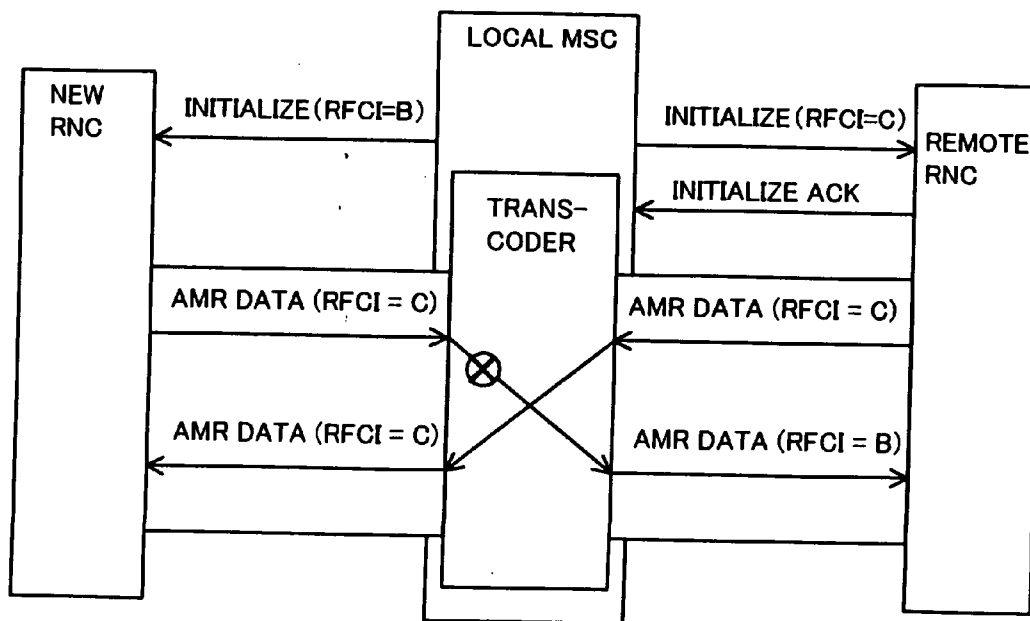 LOCAL MSC
NEW
RNC
INITIALIZE (RFCI=B)
INITIALIZE (RFCI=C)
REMOTE
RNC
INITIALIZE ACK
TRANS-
CODER
AMR DATA (RFCI = C)
AMR DATA (RFCI = C)
AMR DATA (RFCI = C)
AMR DATA (RFCI = B)